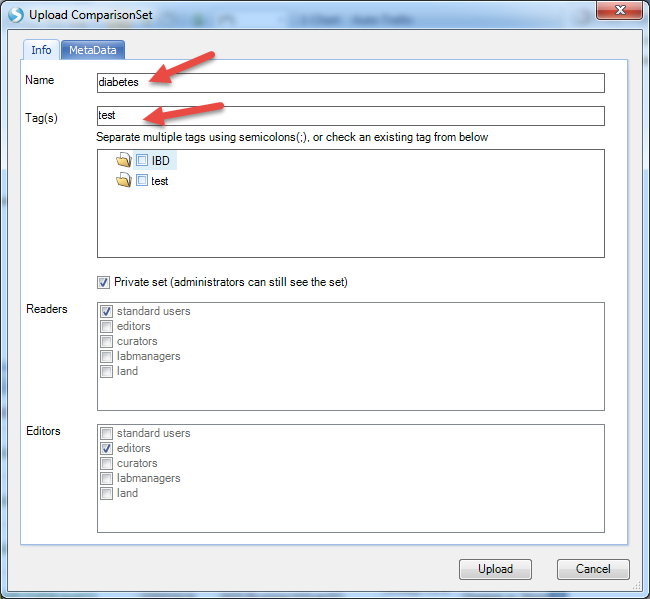 Upload ComparisonSet
Info MetaData
Name diabetes
Tag(s) test
Separate multiple tags using semicolons(;), or check an existing tag from below
IBD
test
Private set (administrators can still see the set)
Readers standard users
editors
curators
labmanagers
land
Editors standard users
editors
curators
labmanagers
land
Upload Cancel